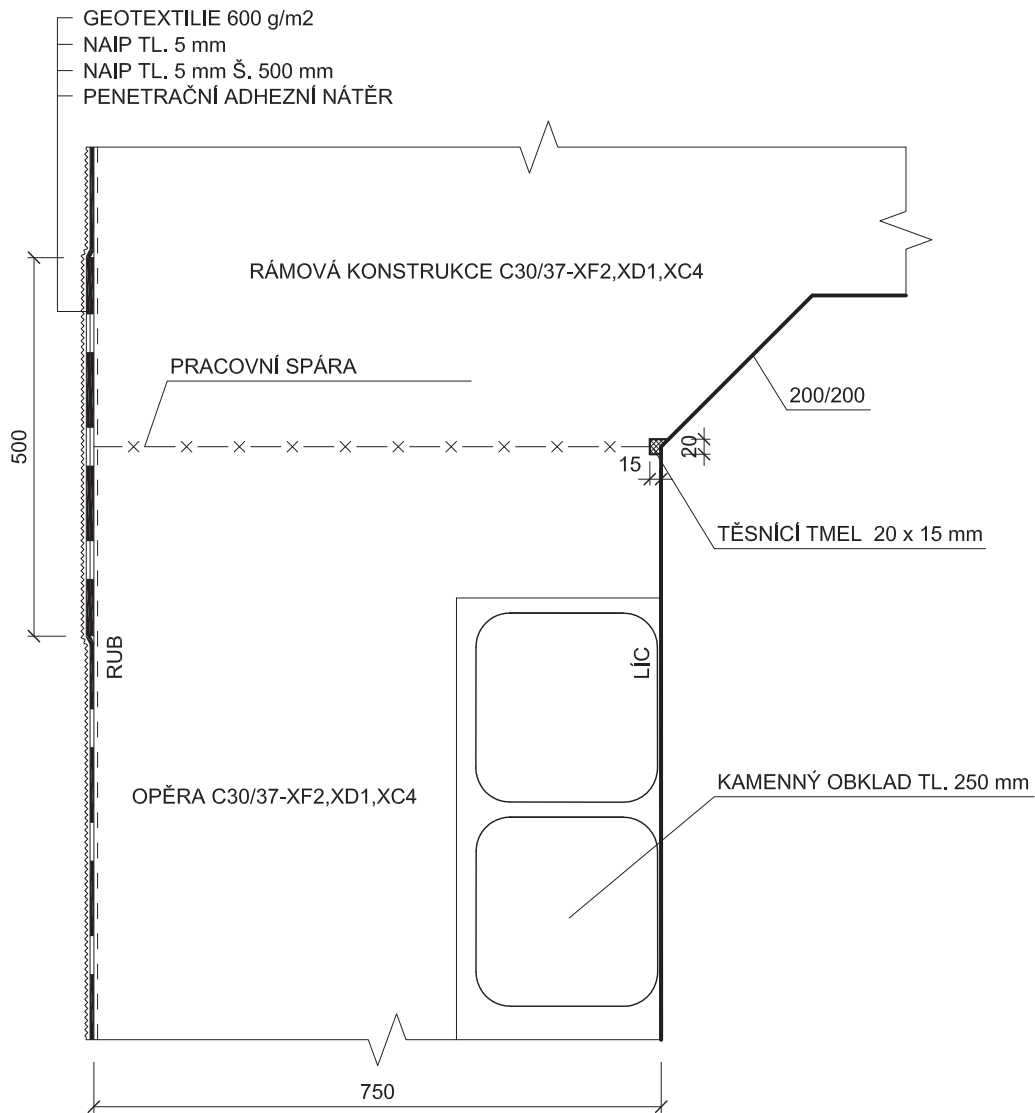 GEOTEXTILIE 600 g/m2
NAIP TL. 5 mm
NAIP TL. 5 mm Š. 500 mm
PENETRAČNÍ ADHEZNÍ NÁTĚR
RÁMOVÁ KONSTRUKCE C30/37-XF2,XD1,XC4
PRACOVNÍ SPÁRA
200/200
500
20
15
TĚSNÍCÍ TMEL 20 x 15 mm
RUB
LÍC
KAMENNÝ OBKLAD TL. 250 mm
OPĚRA C30/37-XF2,XD1,XC4
750